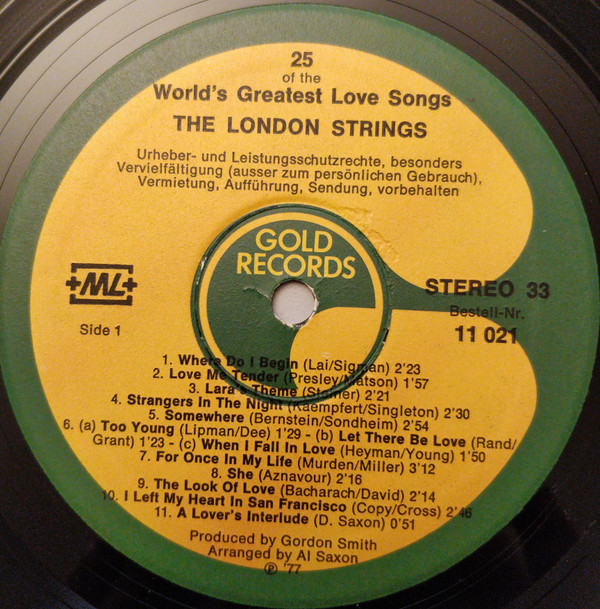 25
of the
World's Greatest Love Songs
THE LONDON STRINGS
Urheber- und Leistungsschutzrechte, besonders
Vervielfältigung (ausser zum persönlichen Gebrauch),
Vermietung, Aufführung, Sendung, vorbehalten
GOLD
RECORDS
+ML+
STEREO 33
Bestell-Nr.
11 021
Side 1
1. Where Do I Begin (Lai/Sigman) 2'23
2. Love Me Tender (Presley/Matson) 1'57
3. Lara's Theme (Stamer) 2'21
4. Strangers In The Night (Kaempfert/Singleton) 2'30
5. Somewhere (Bernstein/Sondheim) 2'54
6. (a) Too Young (Lipman/Dee) 1'29 - (b) Let There Be Love (Rand/
Grant) 1'23 - (c) When I Fall In Love (Heyman/Young) 1'50
7. For Once In My Life (Murden/Miller) 3'12
8. She (Aznavour) 2'16
9. The Look Of Love (Bacharach/David) 2'14
10. I Left My Heart In San Francisco (Copy/Cross) 2'46
11. A Lover's Interlude (D. Saxon) 0'51
Produced by Gordon Smith
Arranged by Al Saxon
℗ '77